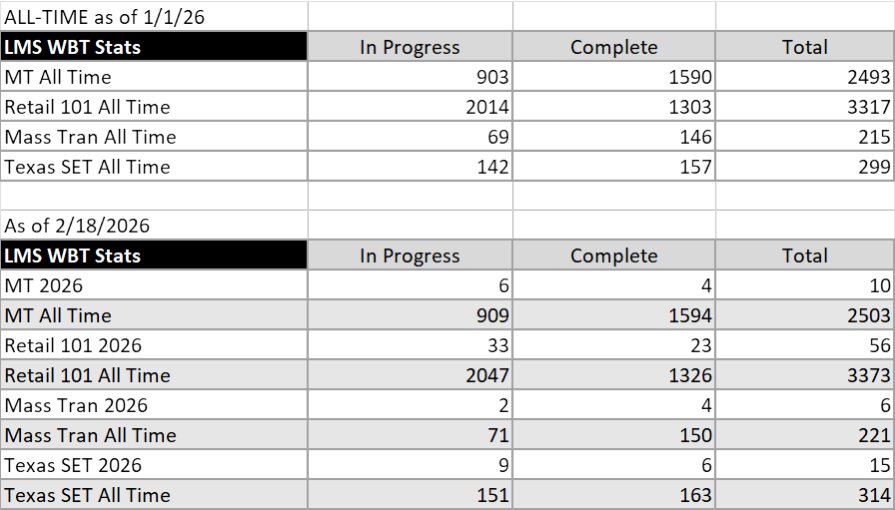 ALL-TIME as of 1/1/26
LMS WBT Stats In Progress Complete Total
MT All Time 903 1590 2493
Retail 101 All Time 2014 1303 3317
Mass Tran All Time 69 146 215
Texas SET All Time 142 157 299
As of 2/18/2026
LMS WBT Stats In Progress Complete Total
MT 2026 6 4 10
MT All Time 909 1594 2503
Retail 101 2026 33 23 56
Retail 101 All Time 2047 1326 3373
Mass Tran 2026 2 4 6
Mass Tran All Time 71 150 221
Texas SET 2026 9 6 15
Texas SET All Time 151 163 314